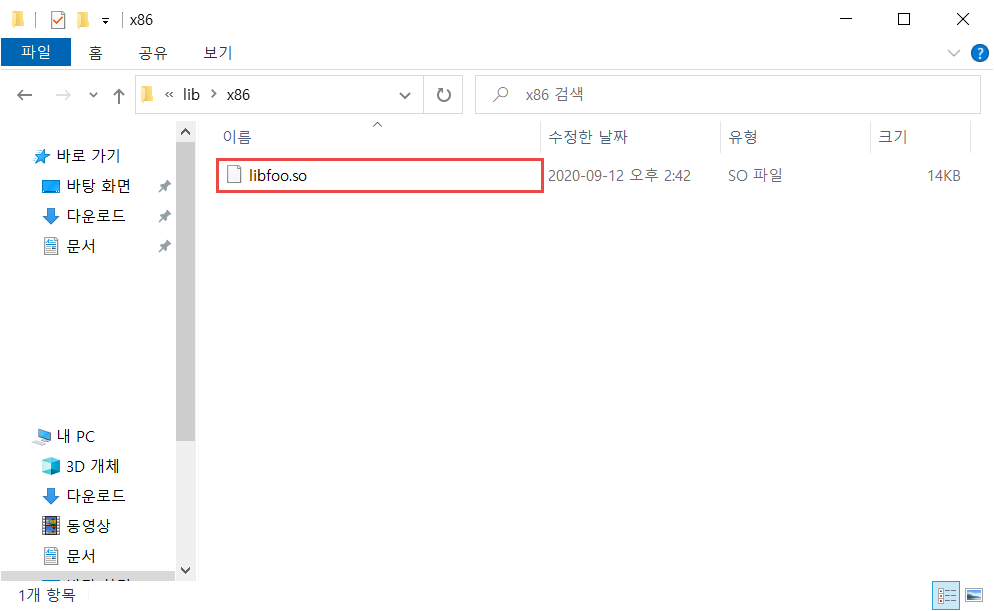 x86
파일 홈 공유 보기
?
« lib > x86
x86 검색
이름 수정한 날짜 유형 크기
libfoo.so 2020-09-12 오후 2:42 SO 파일 14KB
바로 가기
바탕 화면
다운로드
문서
내 PC
3D 개체
다운로드
동영상
문서
1개 항목